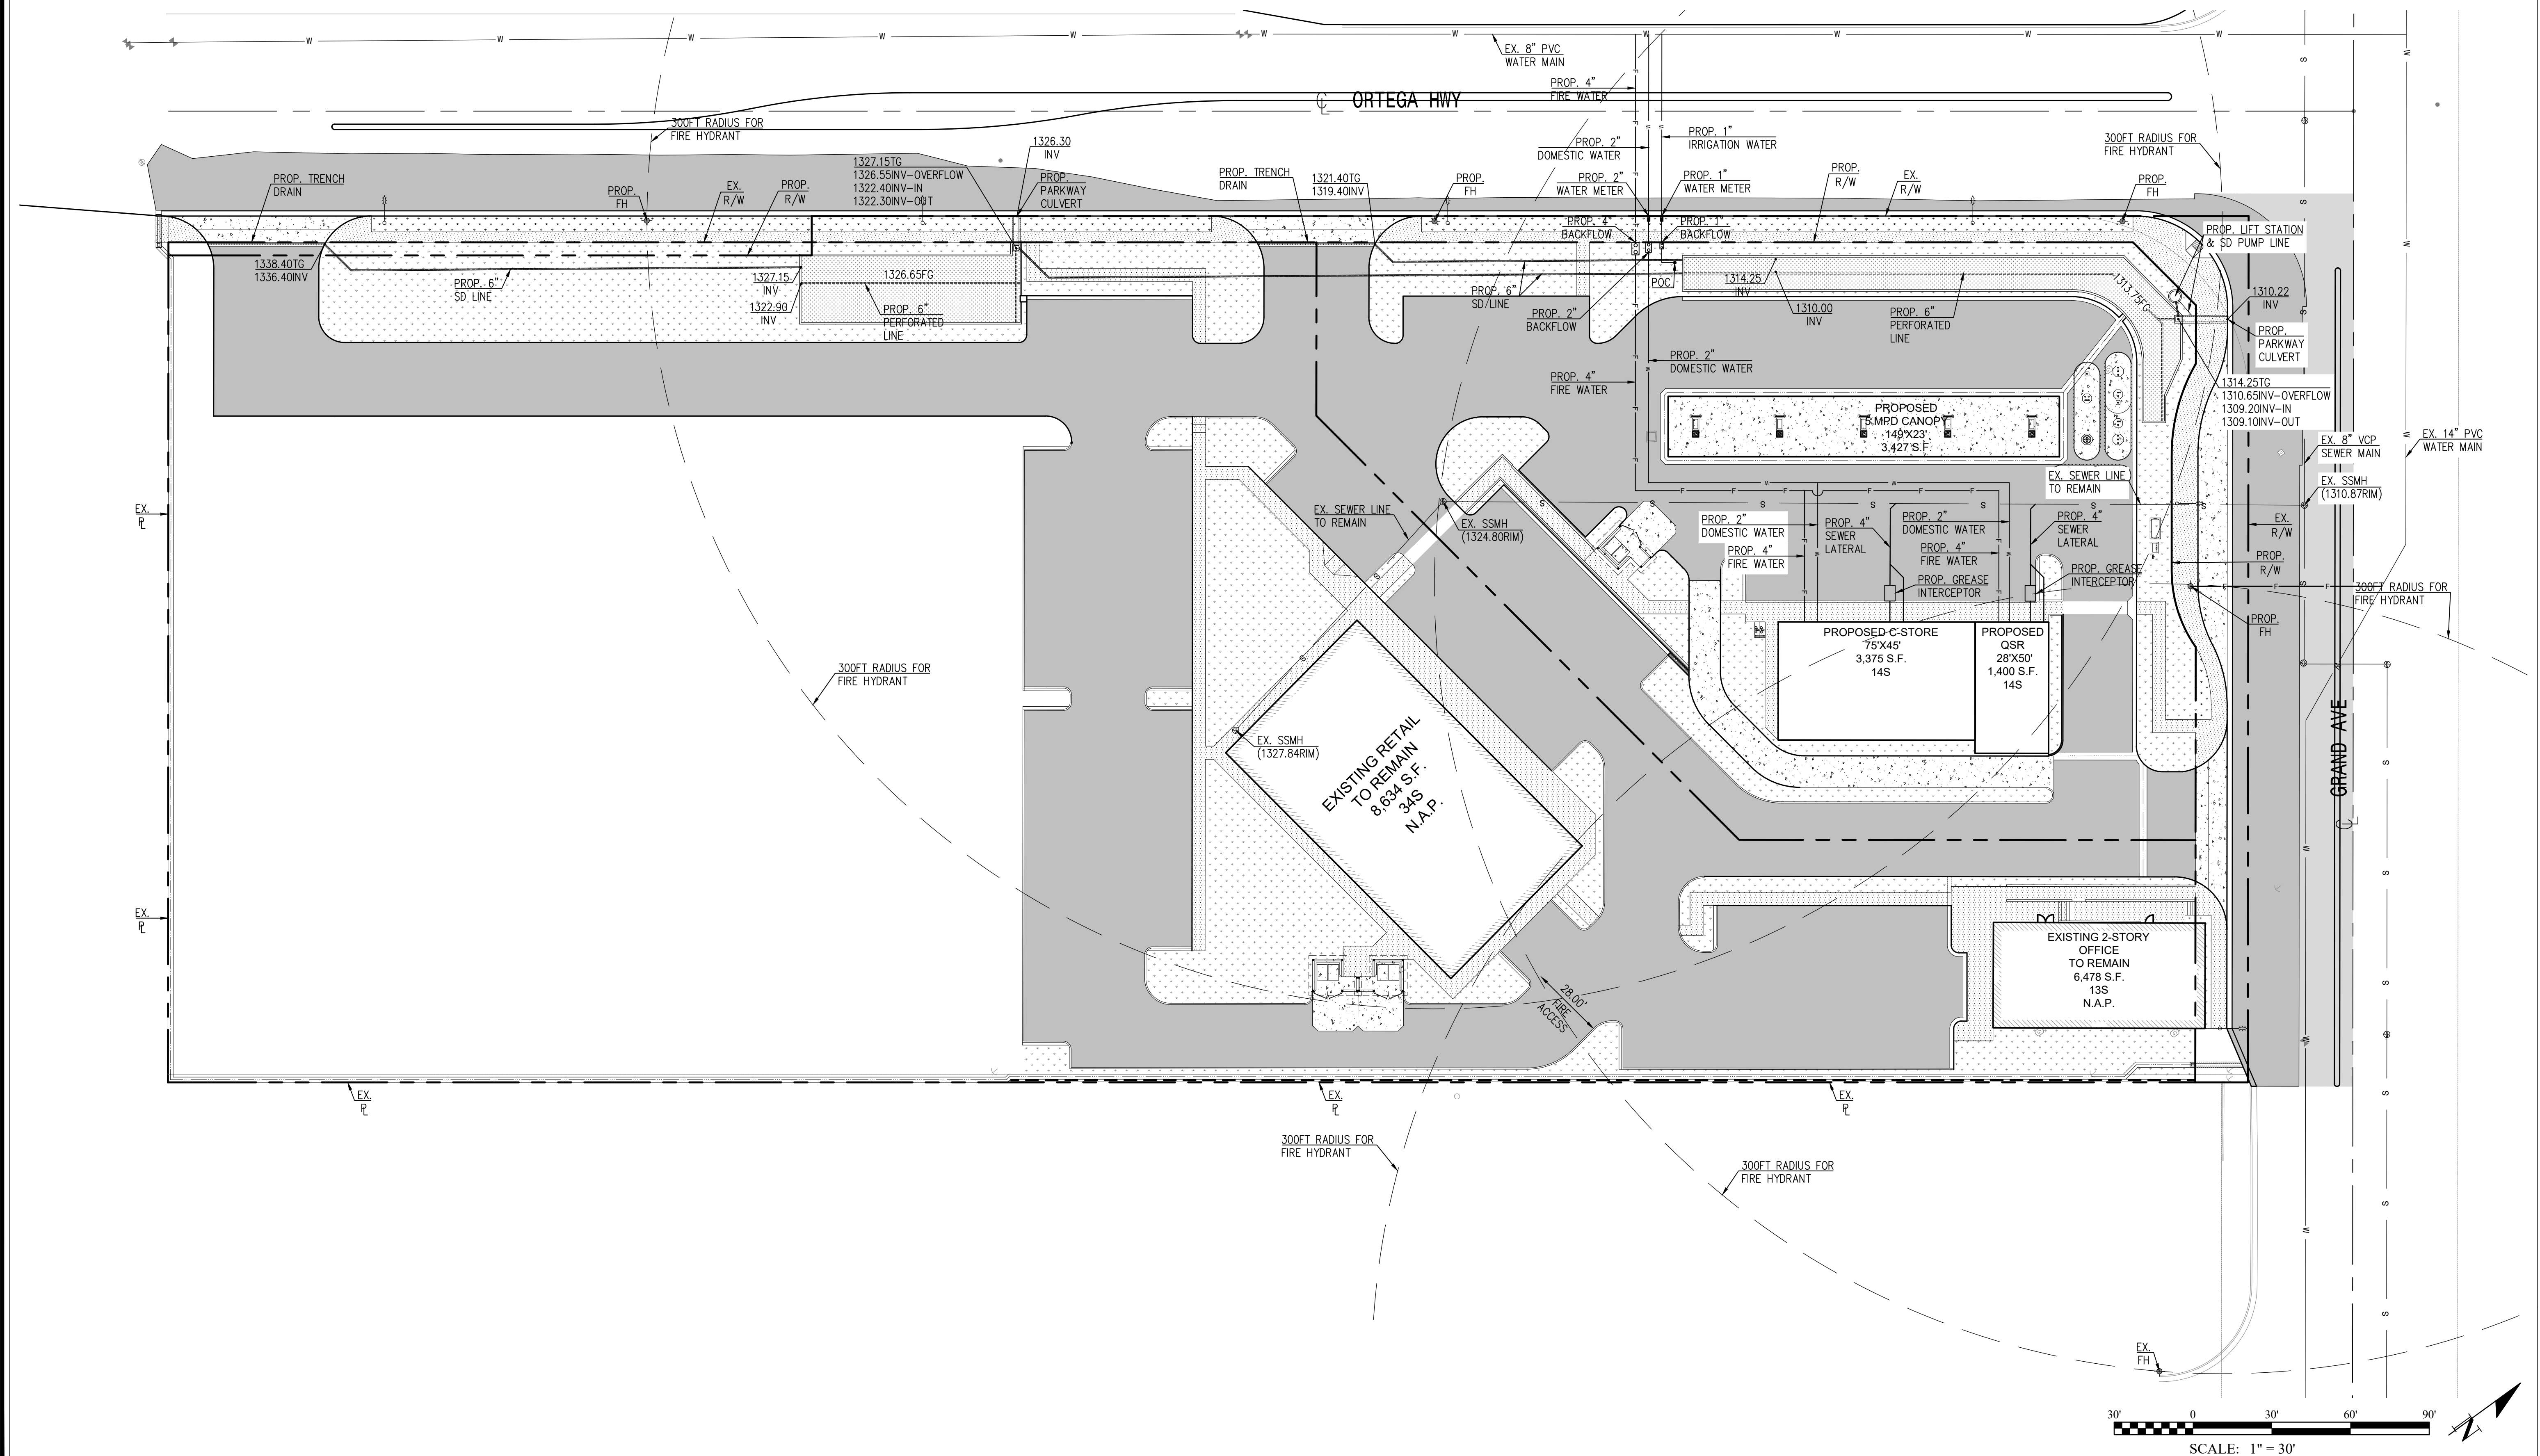 EX. 8" PVC
WATER MAIN
PROP. 4"
FIRE WATER
ORTEGA HWY
300FT RADIUS FOR
FIRE HYDRANT
1326.30
INV
PROP. 2"
DOMESTIC WATER
PROP. 1"
IRRIGATION WATER
300FT RADIUS FOR
FIRE HYDRANT
PROP. TRENCH
DRAIN
PROP.
FH
EX.
R/W
PROP.
R/W
1327.15TG
1326.55INV-OVERFLOW
1322.40INV-IN
1322.30INV-OUT
PROP.
PARKWAY
CULVERT
PROP. TRENCH
DRAIN
1321.40TG
1319.40INV
PROP.
FH
PROP. 2"
WATER METER
PROP. 1"
WATER METER
PROP.
R/W
EX.
R/W
PROP.
FH
PROP. 4"
BACKFLOW
PROP. 1"
BACKFLOW
PROP. LIFT STATION
& SD PUMP LINE
1338.40TG
1336.40INV
PROP. 6"
SD LINE
1327.15
INV
1322.90
INV
1326.65FG
PROP. 6"
PERFORATED
LINE
PROP. 6"
SD LINE
POC
PROP. 2"
BACKFLOW
1314.25
INV
1310.00
INV
PROP. 6"
PERFORATED
LINE
1313.75FG
1310.22
INV
PROP.
PARKWAY
CULVERT
PROP. 2"
DOMESTIC WATER
PROP. 4"
FIRE WATER
1314.25TG
1310.65INV-OVERFLOW
1309.20INV-IN
1309.10INV-OUT
PROPOSED
5 MPD CANOPY
149'X23'
3,427 S.F.
EX. 8" VCP
SEWER MAIN
EX. 14" PVC
WATER MAIN
EX. SEWER LINE
TO REMAIN
EX. SSMH
(1310.87RIM)
EX.
PL
EX. SEWER LINE
TO REMAIN
EX. SSMH
(1324.80RIM)
PROP. 2"
DOMESTIC WATER
PROP. 4"
SEWER
LATERAL
PROP. 2"
DOMESTIC WATER
PROP. 4"
SEWER
LATERAL
EX.
R/W
PROP. 4"
FIRE WATER
PROP. 4"
FIRE WATER
PROP.
R/W
PROP. GREASE
INTERCEPTOR
PROP. GREASE
INTERCEPTOR
300FT RADIUS FOR
FIRE HYDRANT
PROP.
FH
PROPOSED C-STORE
75'X45'
3,375 S.F.
14S
PROPOSED
QSR
28'X50'
1,400 S.F.
14S
300FT RADIUS FOR
FIRE HYDRANT
EX. SSMH
(1327.84RIM)
EXISTING RETAIL
TO REMAIN
8,634 S.F.
34S
N.A.P.
GRAND AVE
EX.
PL
EXISTING 2-STORY
OFFICE
TO REMAIN
6,478 S.F.
13S
N.A.P.
28.00'
FIRE
ACCESS
EX.
PL
EX.
PL
EX.
PL
300FT RADIUS FOR
FIRE HYDRANT
300FT RADIUS FOR
FIRE HYDRANT
EX.
FH
30' 0 30' 60' 90'
SCALE: 1" = 30'
N